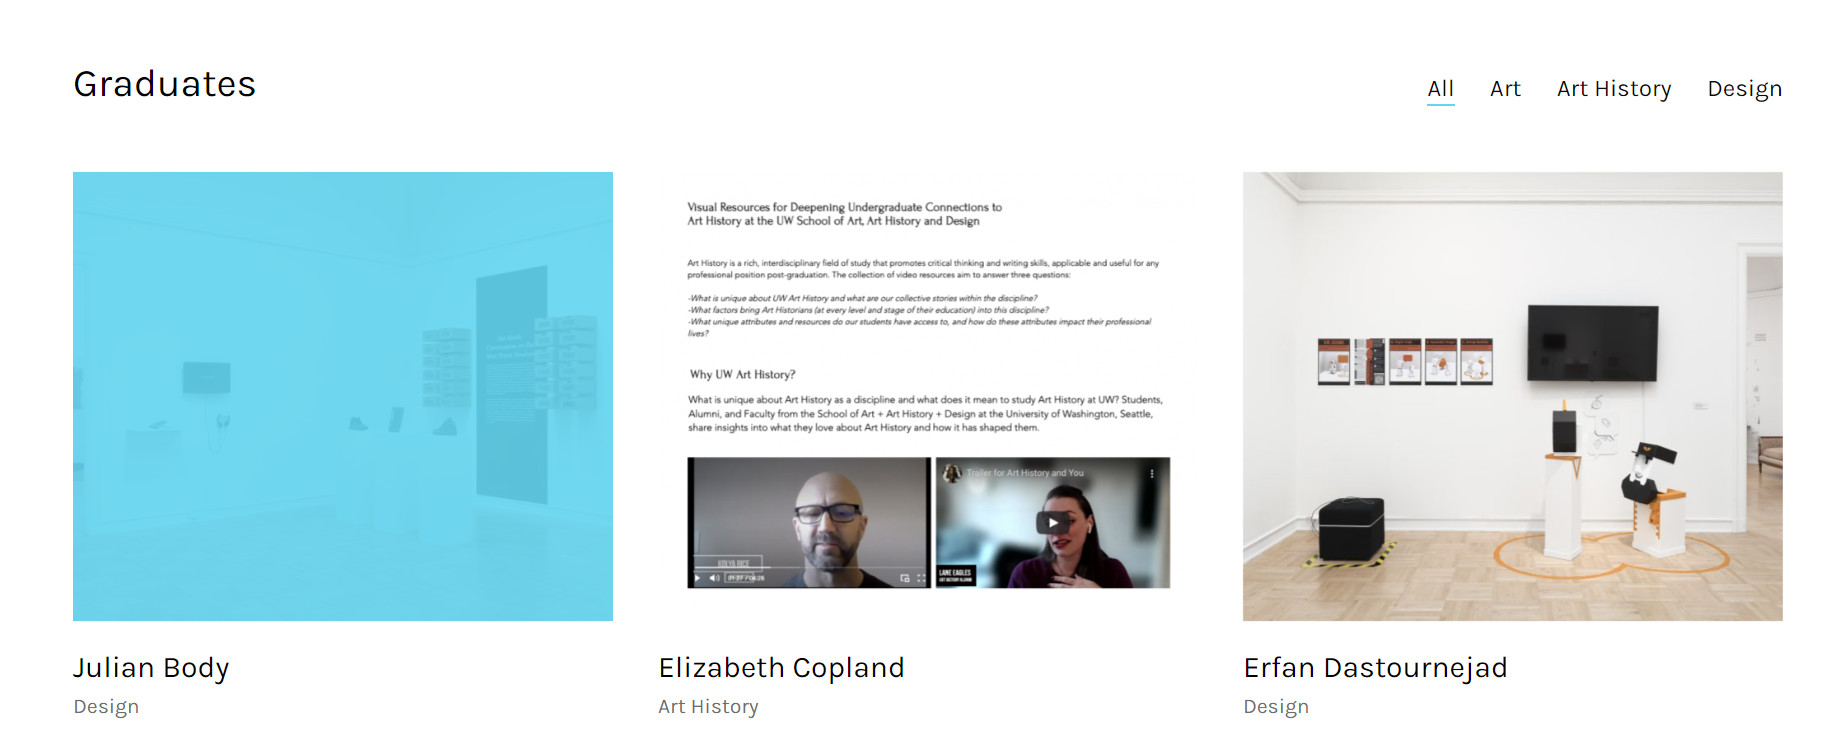 Graduates
All Art Art History Design
Visual Resources for Deepening Undergraduate Connections to
Art History at the UW School of Art, Art History and Design
Art History is a rich, interdisciplinary field of study that promotes critical thinking and writing skills, applicable and useful for any
professional position post-graduation. The collection of video resources aim to answer three questions:
-What is unique about UW Art History and what are our collective stories within the discipline?
-What factors bring Art Historians (at every level and stage of their education) into this discipline?
-What unique attributes and resources do our students have access to, and how do these attributes impact their professional
lives?
Why UW Art History?
What is unique about Art History as a discipline and what does it mean to study Art History at UW? Students,
Alumni, and Faculty from the School of Art + Art History + Design at the University of Washington, Seattle,
share insights into what they love about Art History and how it has shaped them.
Trailer for Art History and You
LANE EAGLES
Julian Body
Design
Elizabeth Copland
Art History
Erfan Dastournejad
Design